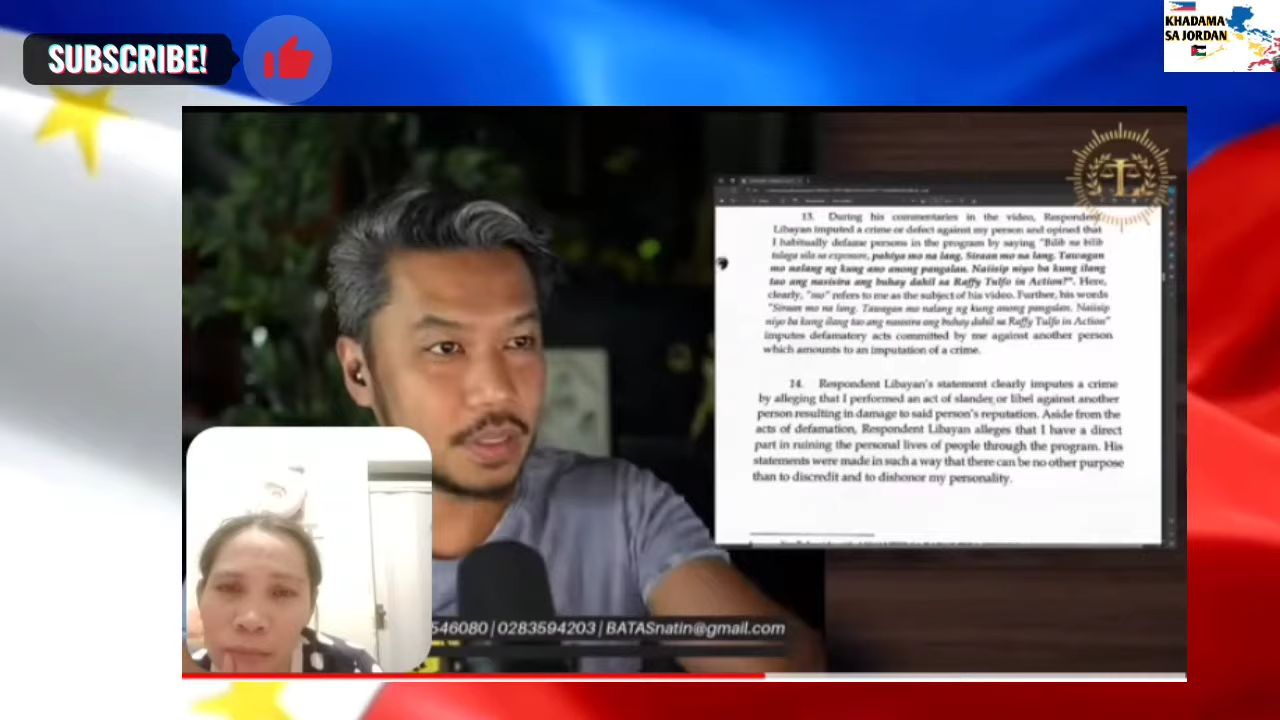 SUBSCRIBE!
KHADAMA
SA JORDAN
13. During his commentaries in the video, Respondent
Libayan imputed a crime or defect against my person and opined that
I habitually defame persons in the program by saying "Bilib na bilib
talaga sila sa exposure, pahiya mo na lang. Siraan mo na lang. Tawagan
mo nalang ng kung ano anong pangalan. Naiisip niyo ba kung ilang
tao ang nasisira ang buhay dahil sa Raffy Tulfo in Action?". Here,
clearly, "mo" refers to me as the subject of his video. Further, his words
"Siraan mo na lang. Tawagan mo nalang ng kung anong pangalan. Naiisip
niyo ba kung ilang tao ang nasisira ang buhay dahil sa Raffy Tulfo in Action"
imputes defamatory acts committed by me against another person
which amounts to an imputation of a crime.
14. Respondent Libayan's statement clearly imputes a crime
by alleging that I performed an act of slander or libel against another
person resulting in damage to said person's reputation. Aside from the
acts of defamation, Respondent Libayan alleges that I have a direct
part in ruining the personal lives of people through the program. His
statements were made in such a way that there can be no other purpose
than to discredit and to dishonor my personality.
546080 | 0283594203 | BATASnatin@gmail.com